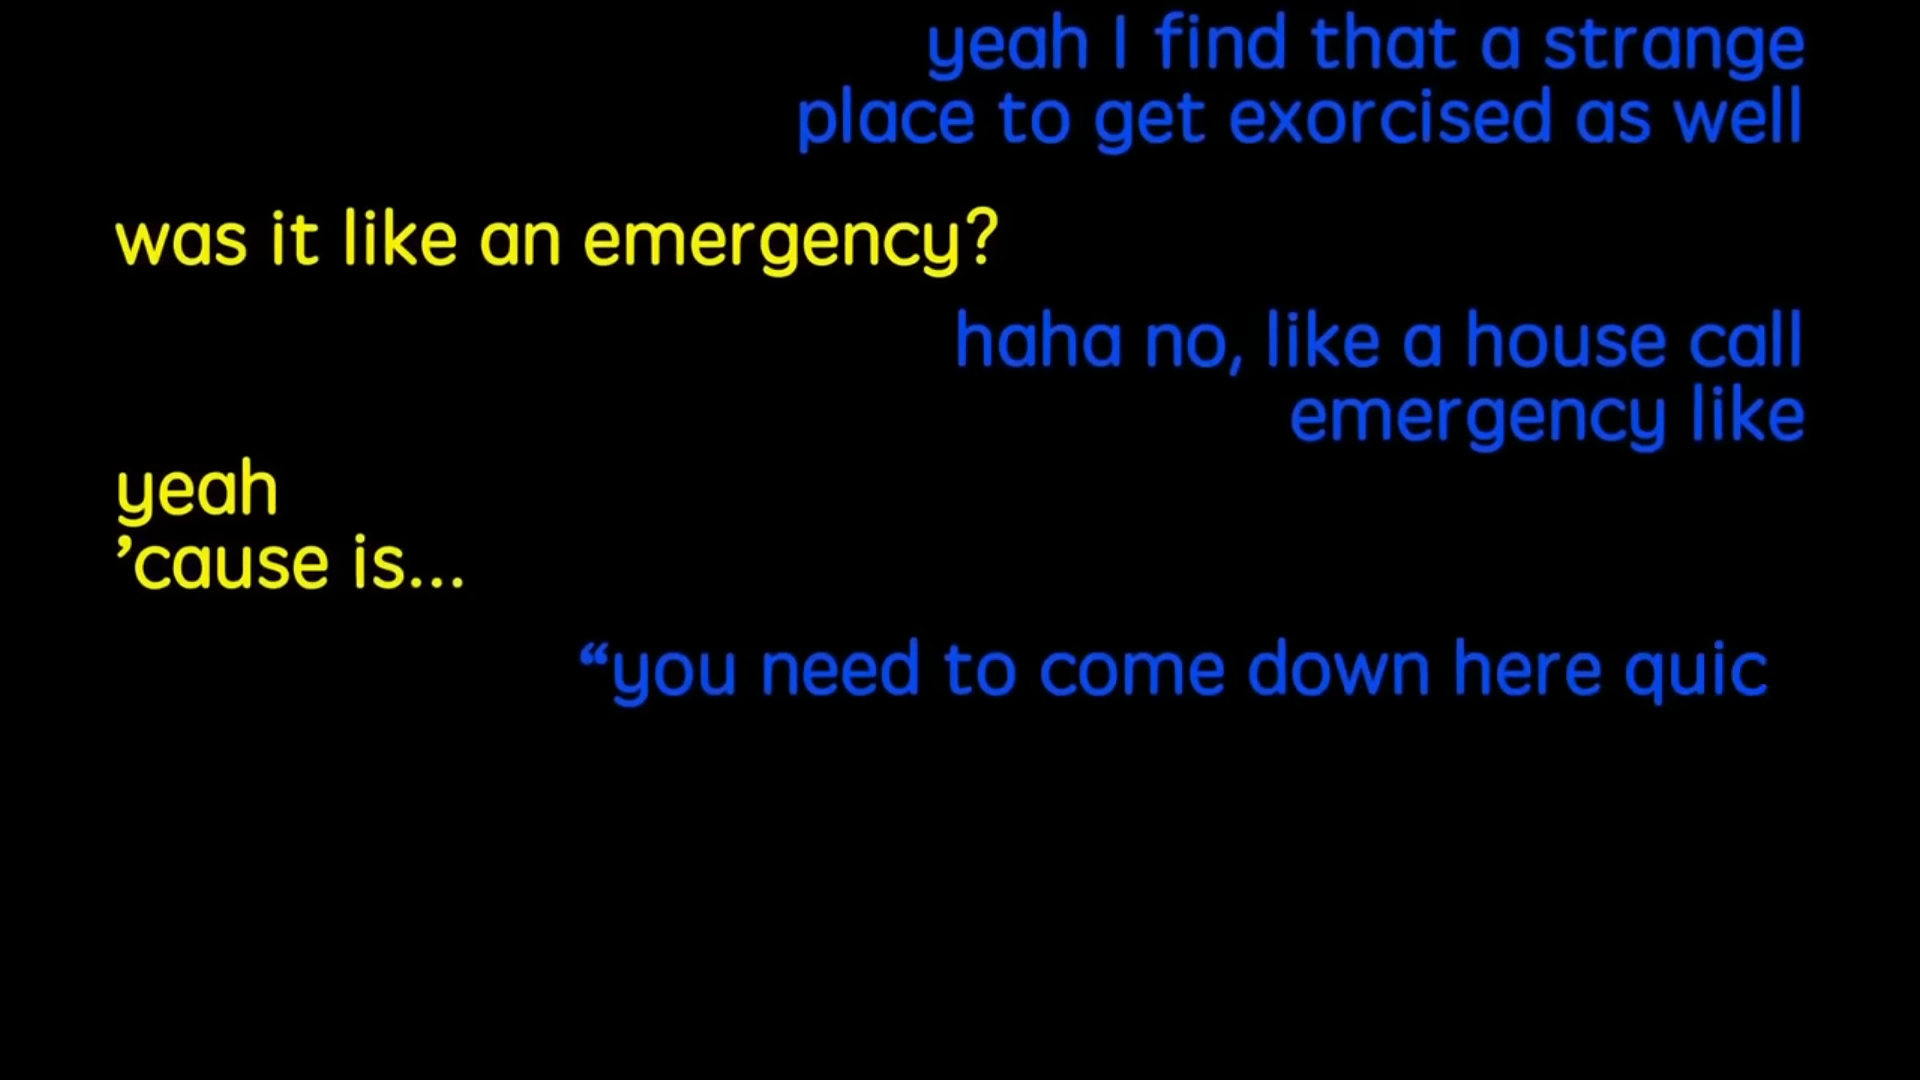 yeah I find that a strange
place to get exorcised as well
was it like an emergency?
haha no, like a house call
emergency like
yeah
’cause is...
“you need to come down here quic